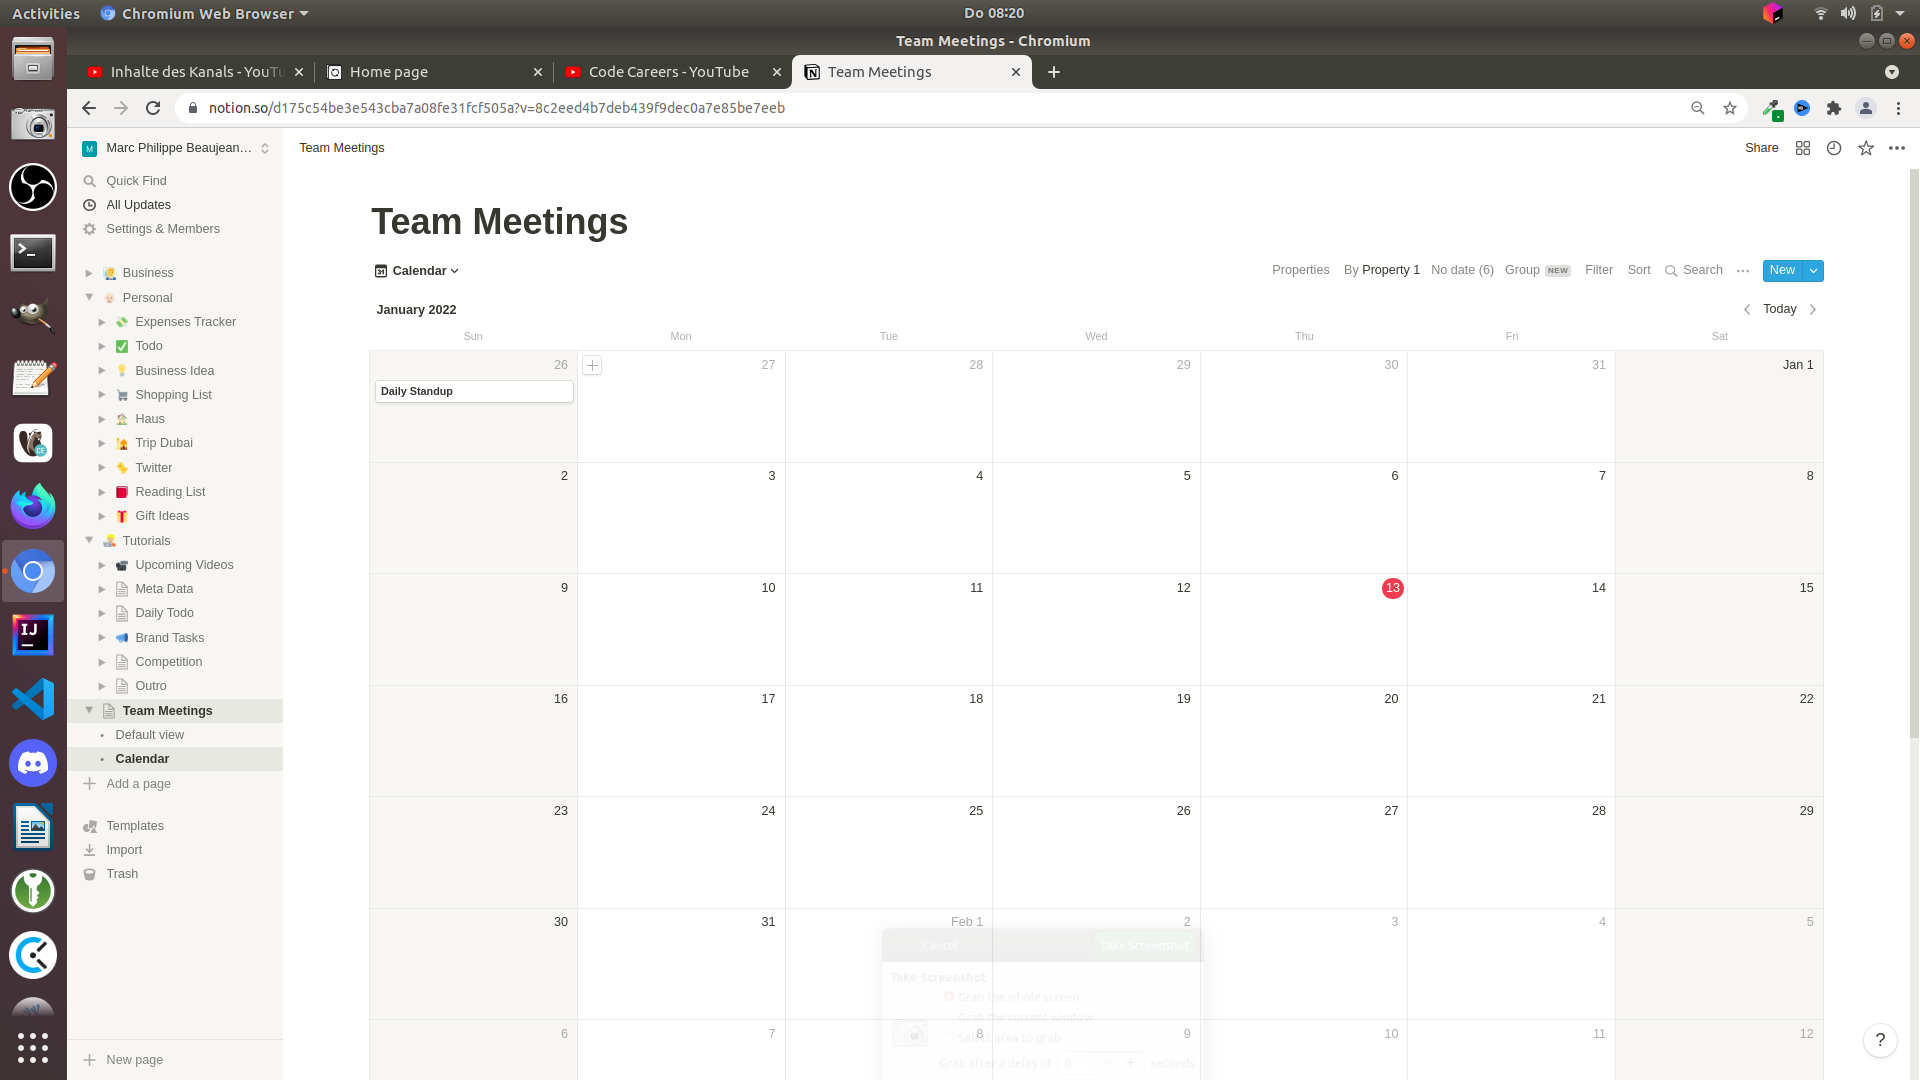 Activities
Chromium Web Browser
Do 08:20
Team Meetings - Chromium
Inhalte des Kanals - YouTu
Home page
Code Careers - YouTube
Team Meetings
notion.so/d175c54be3e543cba7a08fe31fcf505a?v=8c2eed4b7deb439f9dec0a7e85be7eeb
M Marc Philippe Beaujean...
Team Meetings
Share
Quick Find
All Updates
Settings & Members
Business
Personal
Expenses Tracker
Todo
Business Idea
Shopping List
Haus
Trip Dubai
Twitter
Reading List
Gift Ideas
Tutorials
Upcoming Videos
Meta Data
Daily Todo
Brand Tasks
Competition
Outro
Team Meetings
Default view
Calendar
Add a page
Templates
Import
Trash
New page
Team Meetings
Calendar
Properties By Property 1 No date (6) Group NEW Filter Sort Search New
January 2022
Today
Sun Mon Tue Wed Thu Fri Sat
26 27 28 29 30 31 Jan 1
Daily Standup
2 3 4 5 6 7 8
9 10 11 12 13 14 15
16 17 18 19 20 21 22
23 24 25 26 27 28 29
30 31 Feb 1 2 3 4 5
Cancel Take Screenshot
Take Screenshot
Grab the whole screen
Grab the current window
Select area to grab
6 7 8 9 10 11 12
Grab after a delay of 0 seconds
?